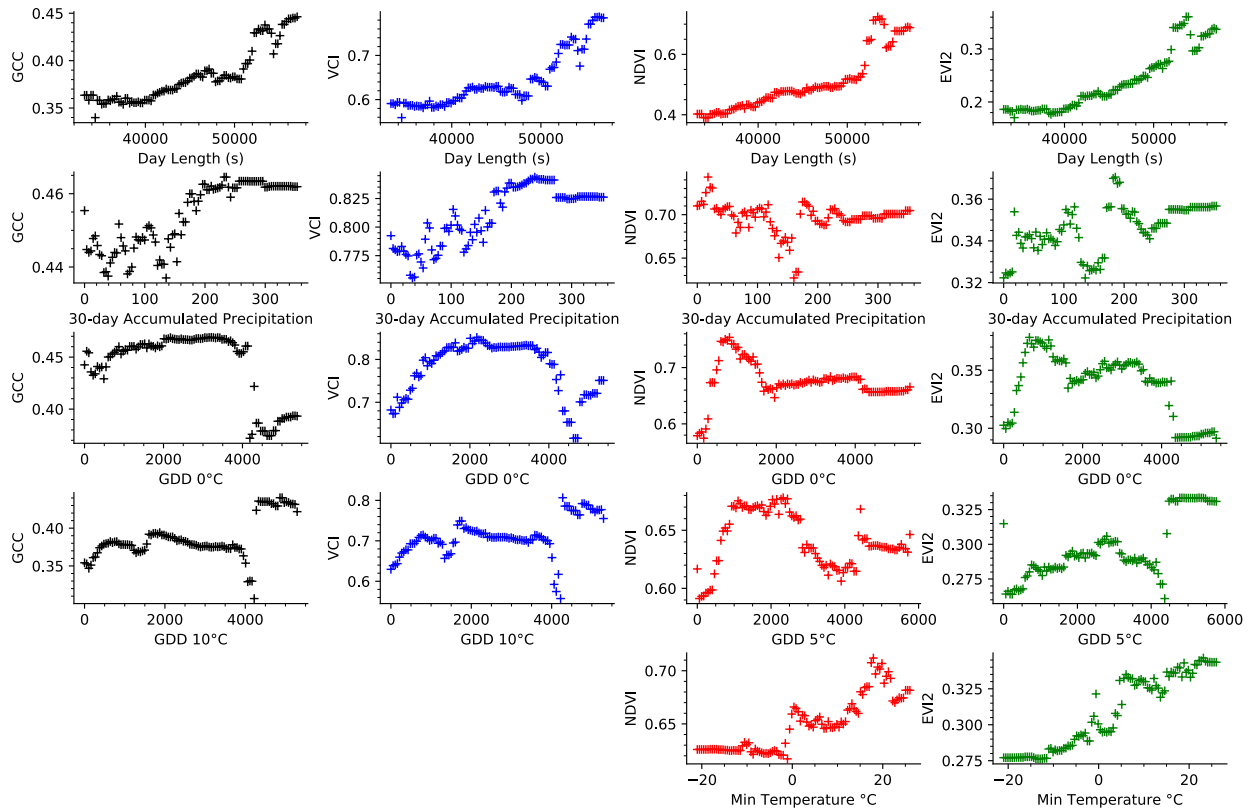 GCC
0.45
0.40
0.35
40000
50000
Day Length (s)
VCI
0.7
0.6
40000
50000
Day Length (s)
NDVI
0.6
0.4
40000
50000
Day Length (s)
EVI2
0.3
0.2
40000
50000
Day Length (s)
GCC
0.46
0.44
0
100
200
300
30-day Accumulated Precipitation
VCI
0.825
0.800
0.775
0
100
200
300
30-day Accumulated Precipitation
NDVI
0.70
0.65
0
100
200
300
30-day Accumulated Precipitation
EVI2
0.36
0.34
0.32
0
100
200
300
30-day Accumulated Precipitation
GCC
0.45
0.40
0
2000
4000
GDD 0°C
VCI
0.8
0.7
0
2000
4000
GDD 0°C
NDVI
0.7
0.6
0
2000
4000
GDD 0°C
EVI2
0.35
0.30
0
2000
4000
GDD 0°C
GCC
0.40
0.35
0
2000
4000
GDD 10°C
VCI
0.8
0.7
0.6
0
2000
4000
GDD 10°C
NDVI
0.65
0.60
0
2000
4000
6000
GDD 5°C
EVI2
0.325
0.300
0.275
0
2000
4000
6000
GDD 5°C
NDVI
0.70
0.65
−20
0
20
Min Temperature °C
EVI2
0.325
0.300
0.275
−20
0
20
Min Temperature °C